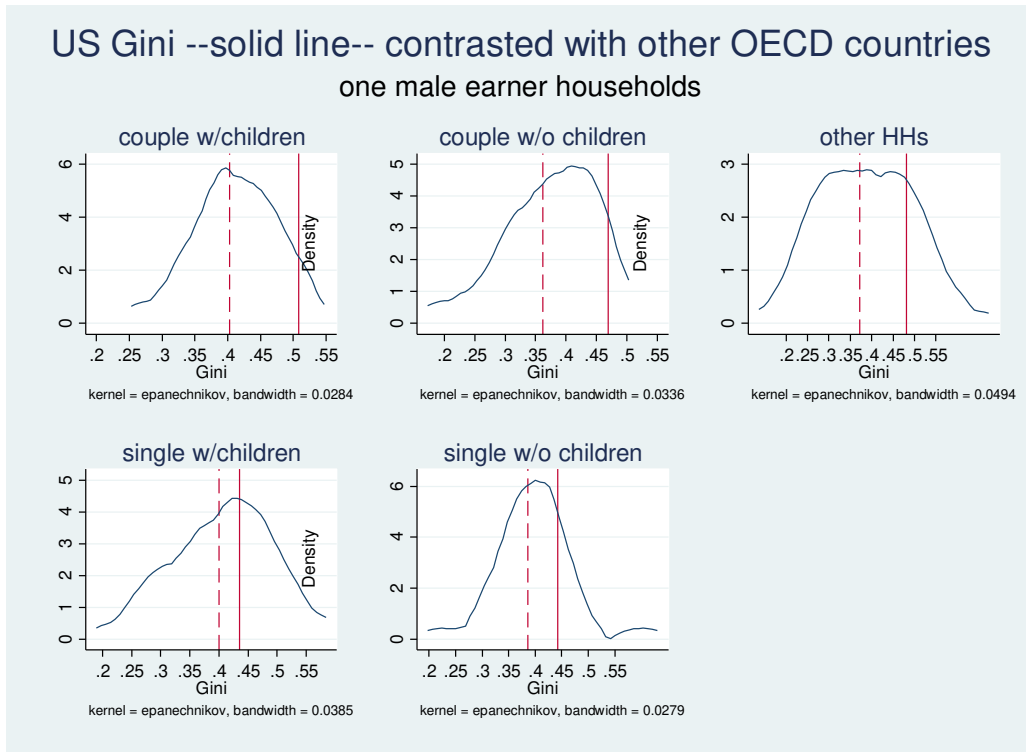 US Gini --solid line-- contrasted with other OECD countries
one male earner households
couple w/children
6
4
2
0
.2 .25 .3 .35 .4 .45 .5 .55
Gini
kernel = epanechnikov, bandwidth = 0.0284
Density
couple w/o children
5
4
3
2
1
0
.2 .25 .3 .35 .4 .45 .5 .55
Gini
kernel = epanechnikov, bandwidth = 0.0336
Density
other HHs
3
2
1
0
.2 .25 .3 .35 .4 .45 .5 .55
Gini
kernel = epanechnikov, bandwidth = 0.0494
single w/children
5
4
3
2
1
0
.2 .25 .3 .35 .4 .45 .5 .55
Gini
kernel = epanechnikov, bandwidth = 0.0385
Density
single w/o children
6
4
2
0
.2 .25 .3 .35 .4 .45 .5 .55
Gini
kernel = epanechnikov, bandwidth = 0.0279